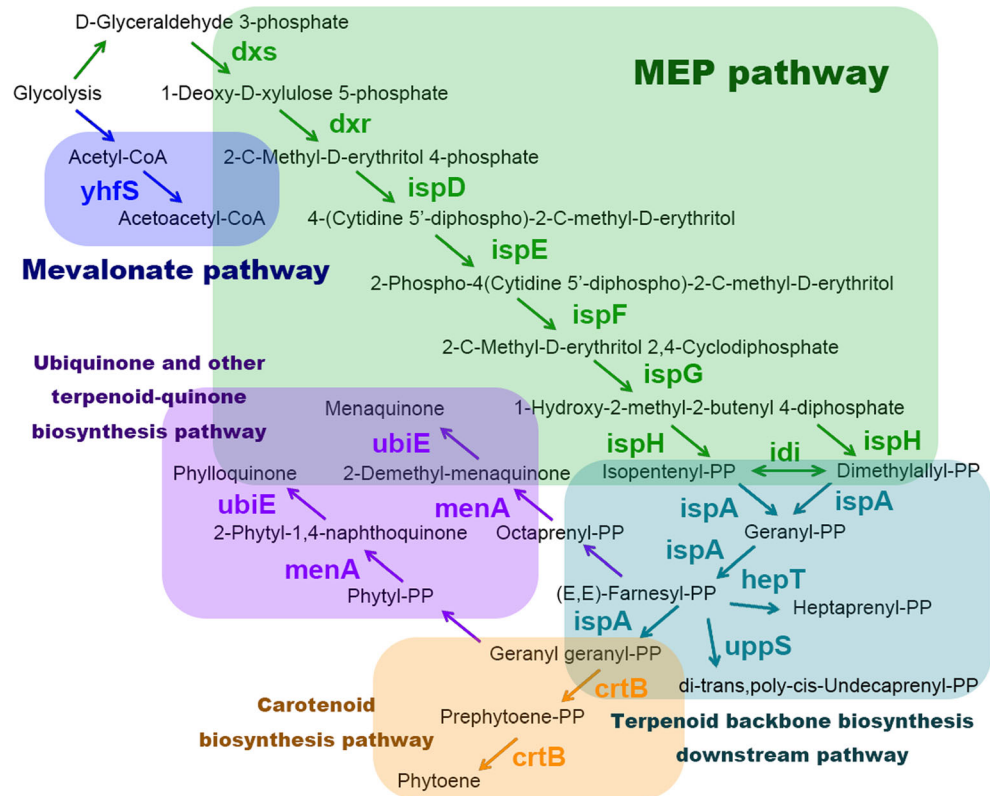 D-Glyceraldehyde 3-phosphate
dxs
MEP pathway
Glycolysis
1-Deoxy-D-xylulose 5-phosphate
dxr
Acetyl-CoA
2-C-Methyl-D-erythritol 4-phosphate
yhfS
ispD
Acetoacetyl-CoA
4-(Cytidine 5’-diphospho)-2-C-methyl-D-erythritol
ispE
Mevalonate pathway
2-Phospho-4(Cytidine 5’-diphospho)-2-C-methyl-D-erythritol
ispF
2-C-Methyl-D-erythritol 2,4-Cyclodiphosphate
ispG
Ubiquinone and other
terpenoid-quinone
biosynthesis pathway
Menaquinone
1-Hydroxy-2-methyl-2-butenyl 4-diphosphate
ubiE
ispH
idi
ispH
Phylloquinone
2-Demethyl-menaquinone
Isopentenyl-PP
Dimethylallyl-PP
ubiE
menA
ispA
ispA
2-Phytyl-1,4-naphthoquinone
Octaprenyl-PP
Geranyl-PP
menA
ispA
hepT
Phytyl-PP
(E,E)-Farnesyl-PP
Heptaprenyl-PP
ispA
uppS
Geranyl geranyl-PP
crtB
di-trans,poly-cis-Undecaprenyl-PP
Carotenoid
biosynthesis pathway
Prephytoene-PP
Terpenoid backbone biosynthesis
downstream pathway
crtB
Phytoene